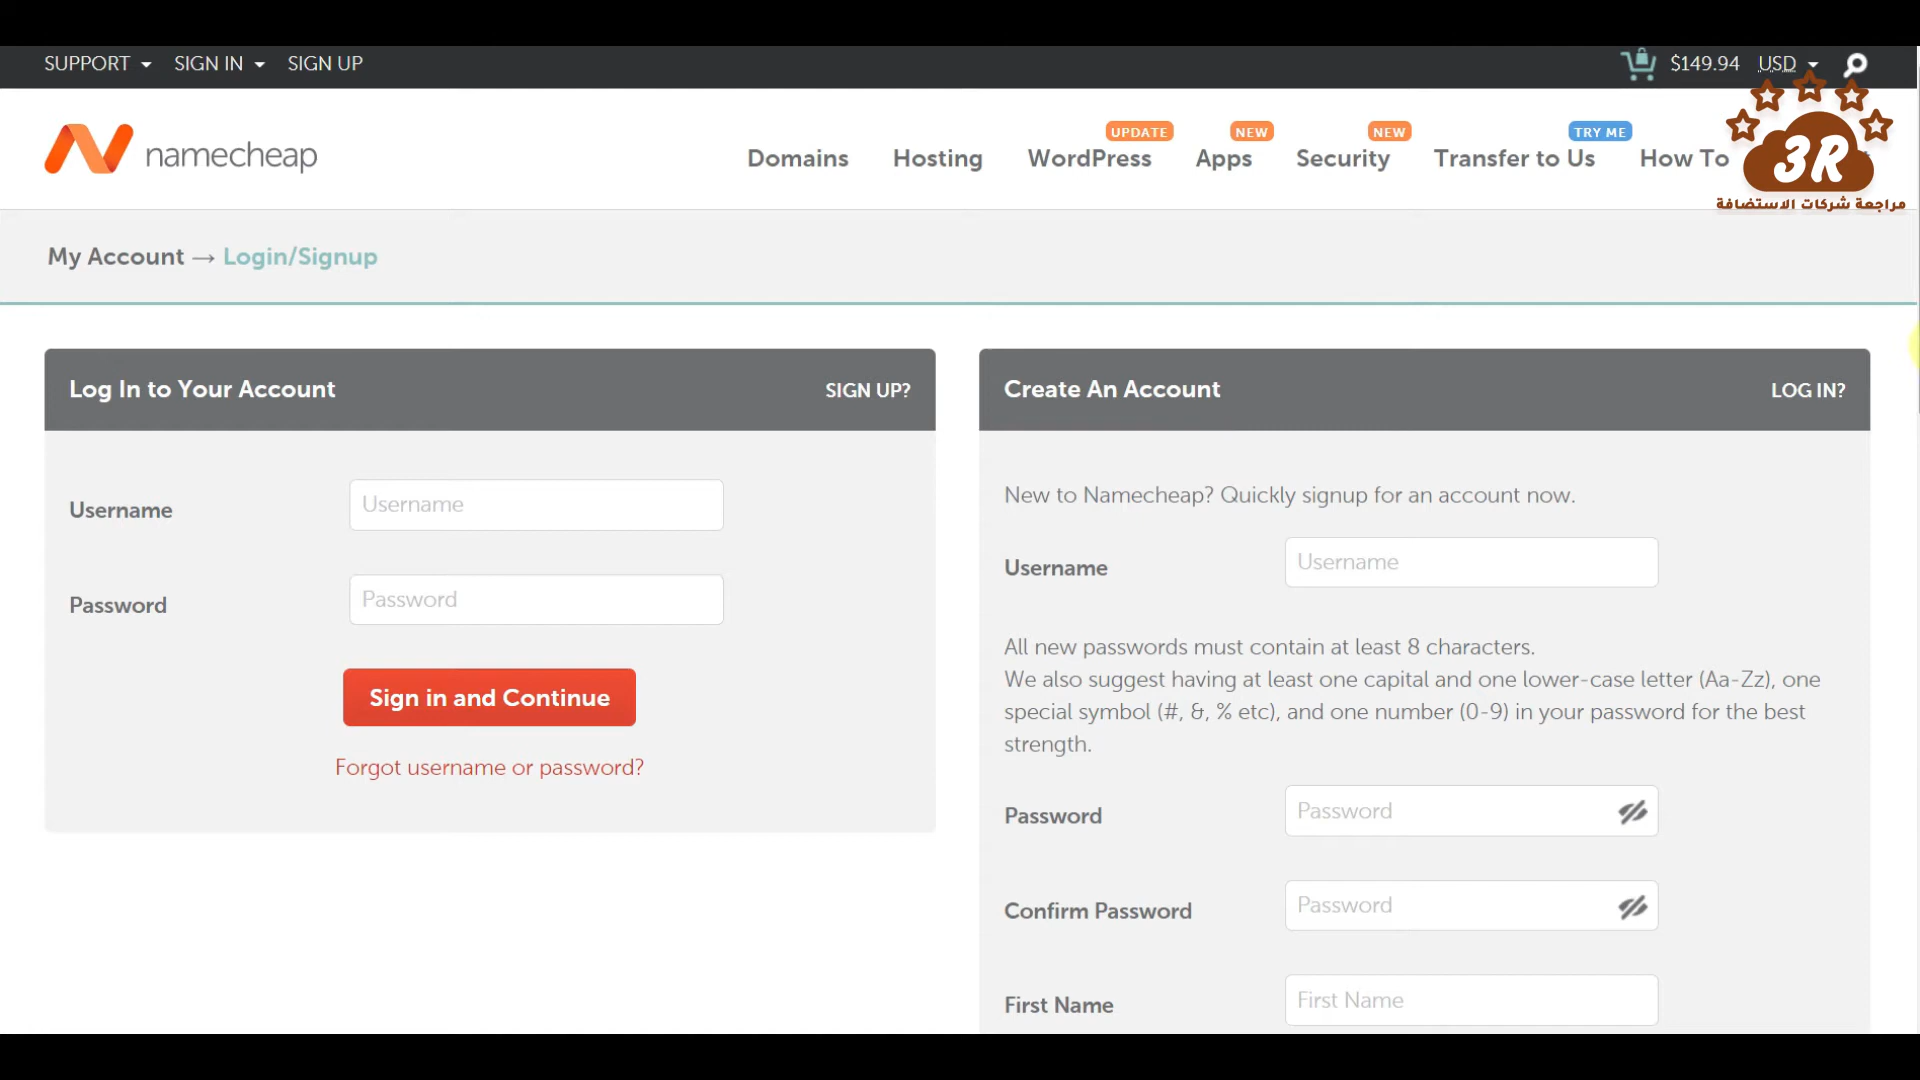 SUPPORT SIGN IN SIGN UP $149.94 USD
namecheap
UPDATE NEW NEW TRY ME
Domains Hosting WordPress Apps Security Transfer to Us How To
3R
مراجعة شركات الاستضافة
My Account → Login/Signup
Log In to Your Account SIGN UP?
Username Username
Password Password
Sign in and Continue
Forgot username or password?
Create An Account LOG IN?
New to Namecheap? Quickly signup for an account now.
Username Username
All new passwords must contain at least 8 characters.
We also suggest having at least one capital and one lower-case letter (Aa-Zz), one
special symbol (#, &, % etc), and one number (0-9) in your password for the best
strength.
Password Password
Confirm Password Password
First Name First Name